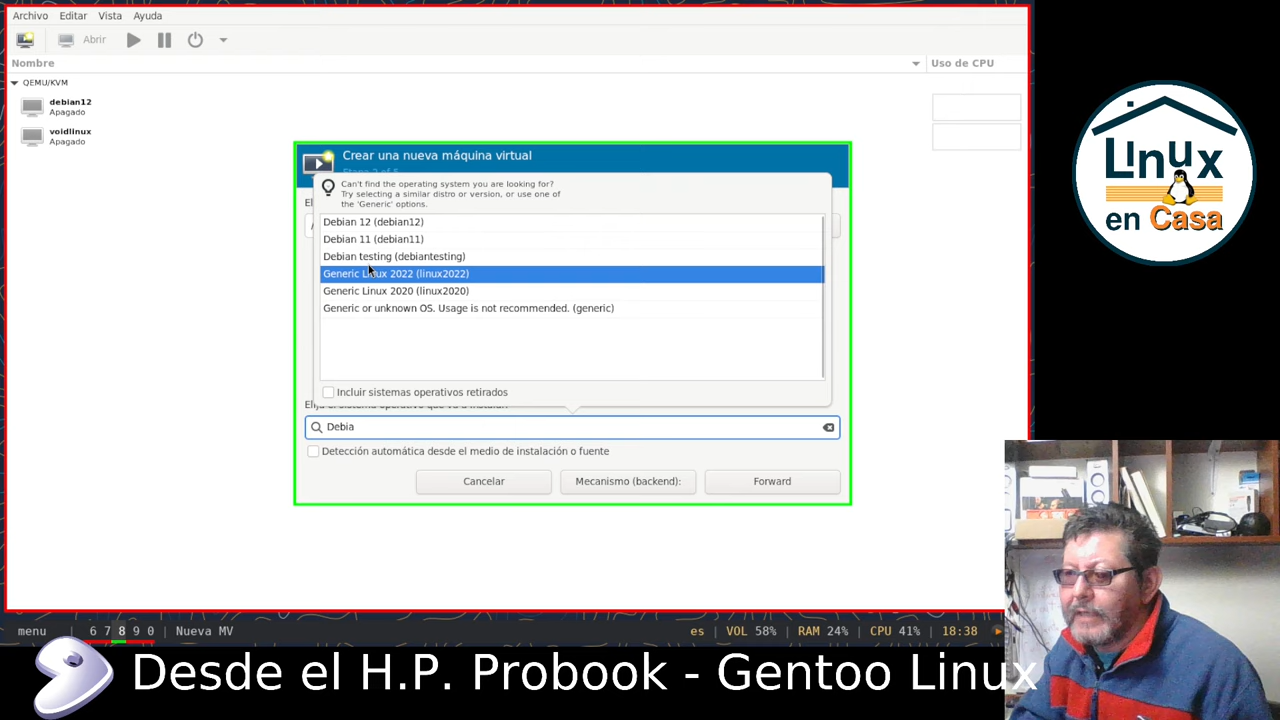 Archivo Editar Vista Ayuda
Abrir
Nombre
Uso de CPU
QEMU/KVM
debian12
Apagado
voidlinux
Apagado
Crear una nueva máquina virtual
Can't find the operating system you are looking for?
Try selecting a similar distro or version, or use one of
the 'Generic' options.
Debian 12 (debian12)
Debian 11 (debian11)
Debian testing (debiantesting)
Generic Linux 2022 (linux2022)
Generic Linux 2020 (linux2020)
Generic or unknown OS. Usage is not recommended. (generic)
Incluir sistemas operativos retirados
Debia
Detección automática desde el medio de instalación o fuente
Cancelar
Mecanismo (backend):
Forward
Linux
en Casa
menu | 6 7 8 9 0 | Nueva MV
es | VOL 58% | RAM 24% | CPU 41% | 18:38
Desde el H.P. Probook - Gentoo Linux